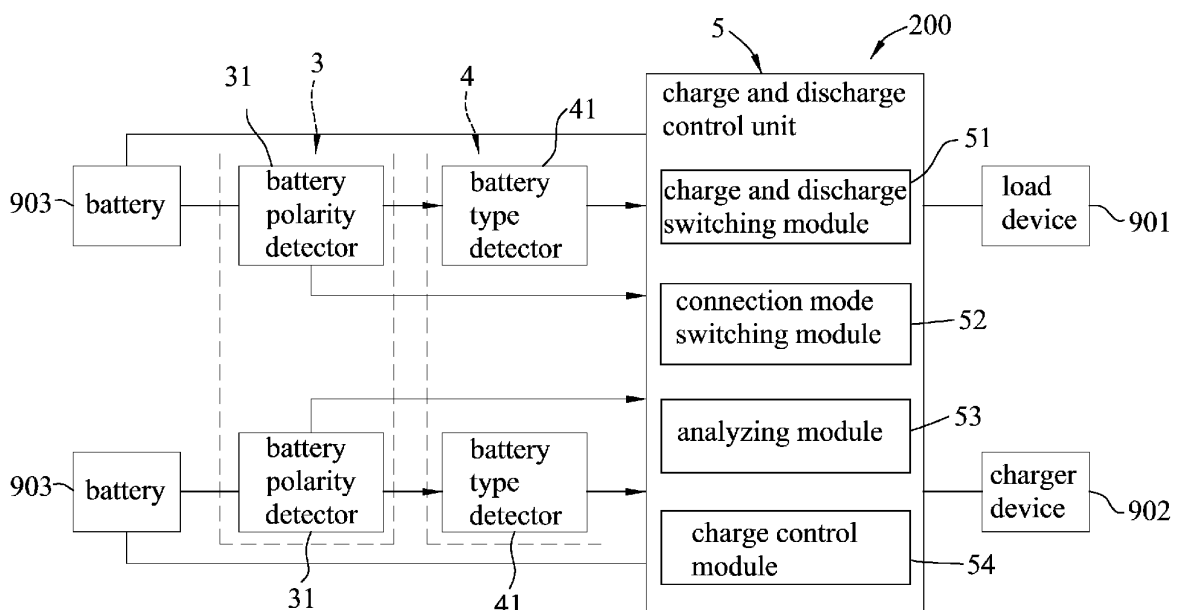 5
200
3
31
4
41
charge and discharge
control unit
51
903
battery
battery
polarity
detector
battery
type
detector
charge and discharge
switching module
load
device
901
connection mode
switching module
52
analyzing module
53
903
battery
battery
polarity
detector
battery
type
detector
charger
device
902
charge control
module
54
31
41